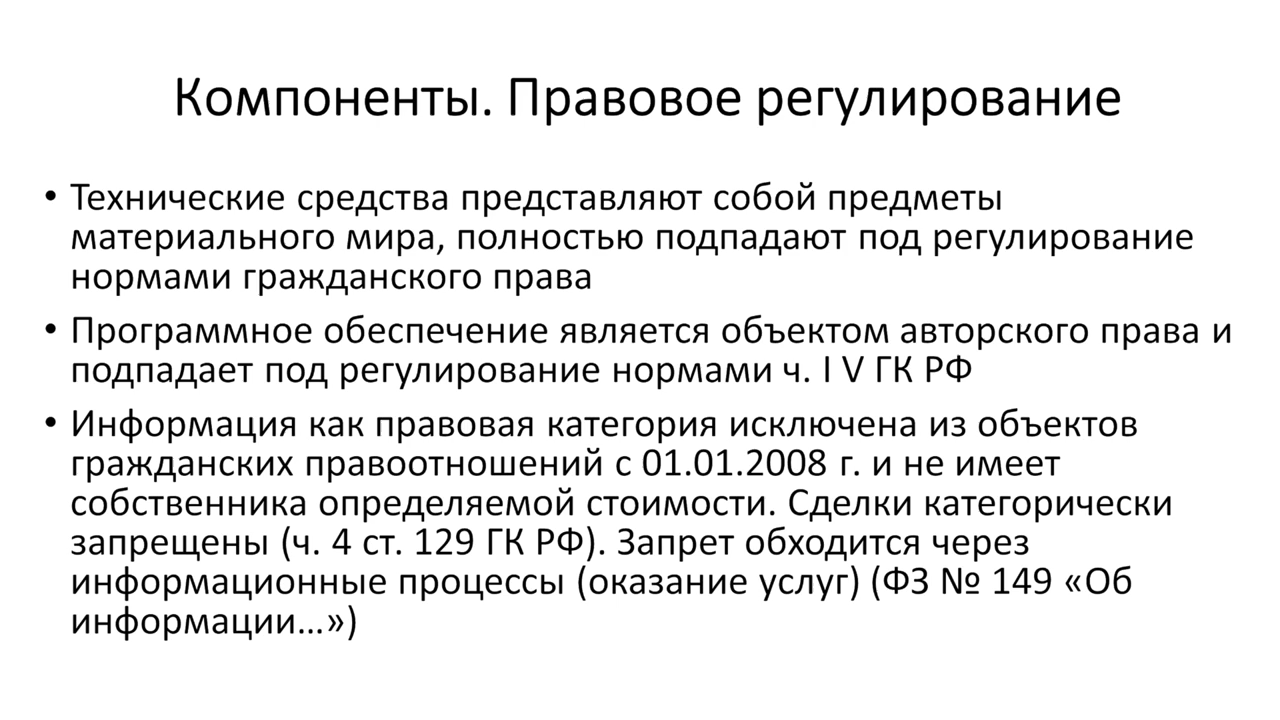 Компоненты. Правовое регулирование
• Технические средства представляют собой предметы
материального мира, полностью подпадают под регулирование
нормами гражданского права
• Программное обеспечение является объектом авторского права и
подпадает под регулирование нормами ч. I V ГК РФ
• Информация как правовая категория исключена из объектов
гражданских правоотношений с 01.01.2008 г. и не имеет
собственника определяемой стоимости. Сделки категорически
запрещены (ч. 4 ст. 129 ГК РФ). Запрет обходится через
информационные процессы (оказание услуг) (ФЗ № 149 «Об
информации…»)